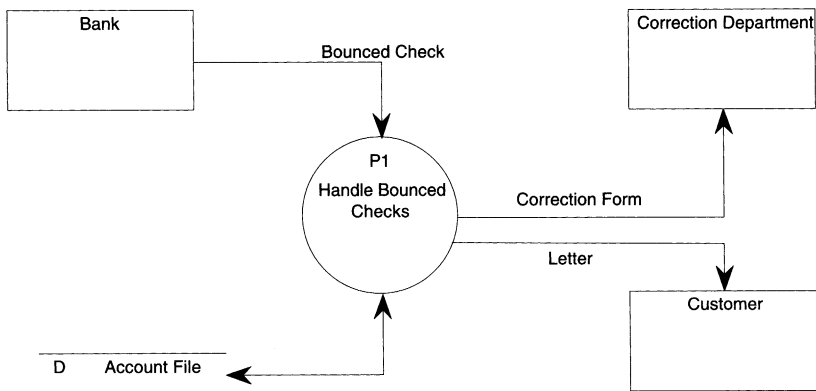 Bank
Correction Department
Bounced Check
P1
Handle Bounced
Checks
Correction Form
Letter
Customer
D Account File